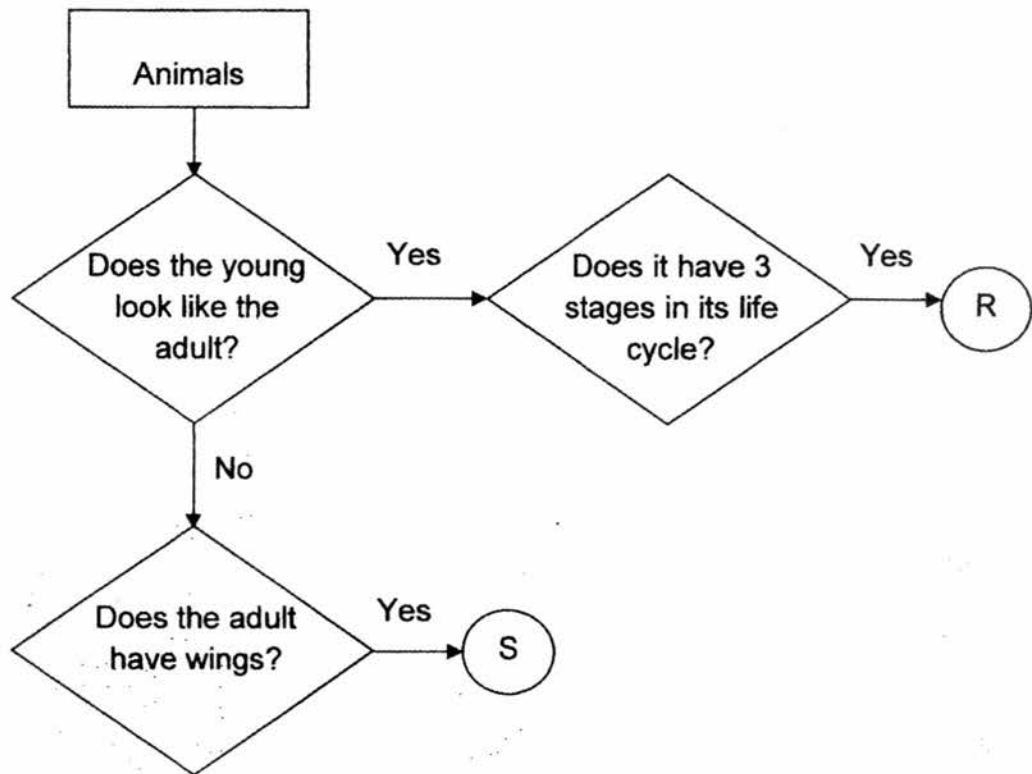 Animals
Does the young
look like the
adult?
Yes
Does it have 3
stages in its life
cycle?
Yes
R
No
Does the adult
have wings?
Yes
S